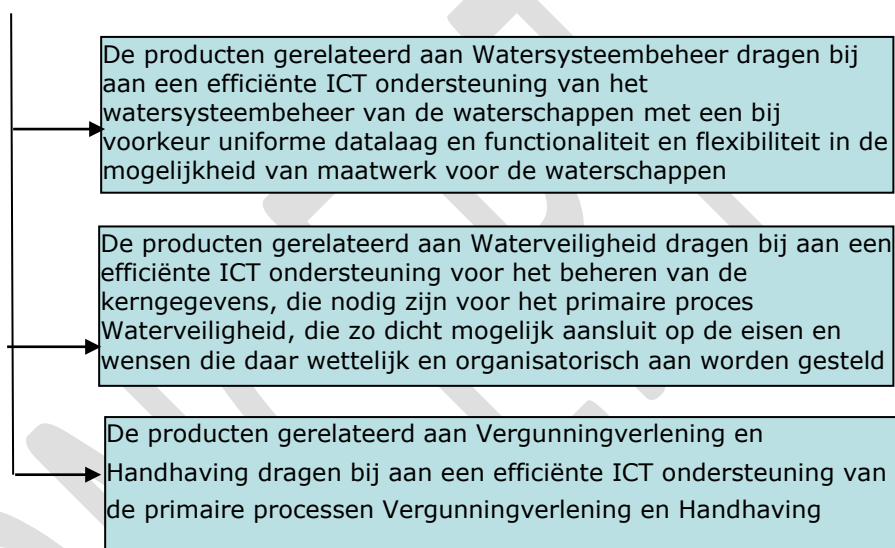 De producten gerelateerd aan Watersysteembeheer dragen bij
aan een efficiënte ICT ondersteuning van het
watersysteembeheer van de waterschappen met een bij
voorkeur uniforme datalaag en functionaliteit en flexibiliteit in de
mogelijkheid van maatwerk voor de waterschappen
De producten gerelateerd aan Waterveiligheid dragen bij aan een
efficiënte ICT ondersteuning voor het beheren van de
kerngegevens, die nodig zijn voor het primaire proces
Waterveiligheid, die zo dicht mogelijk aansluit op de eisen en
wensen die daar wettelijk en organisatorisch aan worden gesteld
De producten gerelateerd aan Vergunningverlening en
Handhaving dragen bij aan een efficiënte ICT ondersteuning van
de primaire processen Vergunningverlening en Handhaving